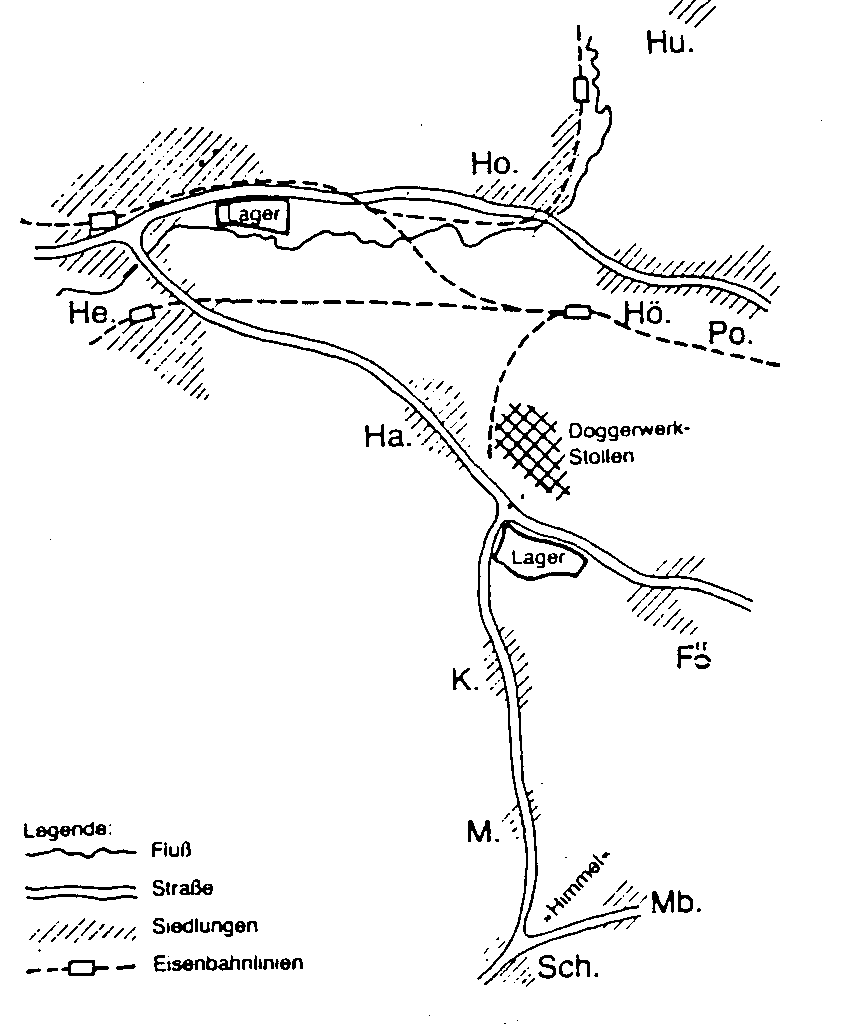 Hu.
Ho.
Lager
He.
Hö.
Po.
Ha.
Doggerwerk-
Stollen
Lager
Fö
K.
M.
"Himmel"
Mb.
Sch.
Legende:
Fluß
Straße
Siedlungen
Eisenbahnlinien